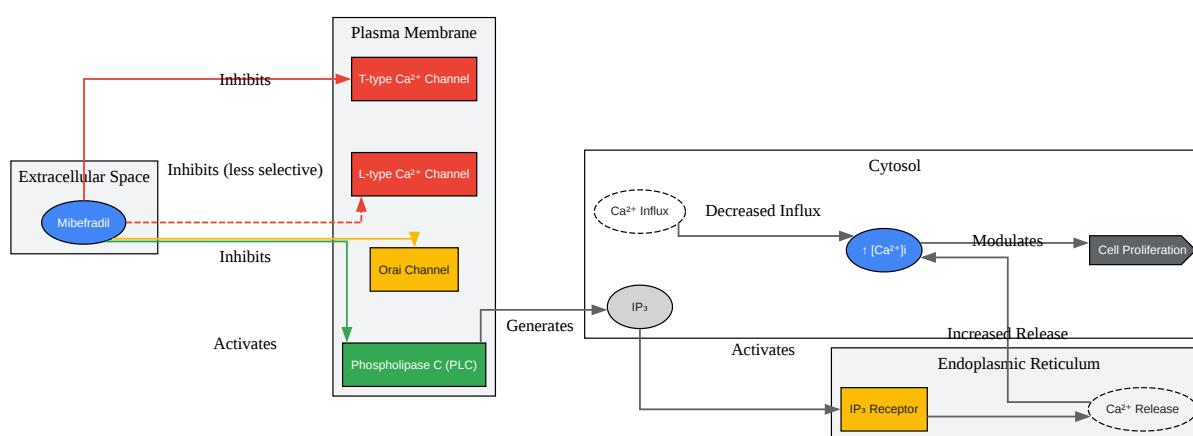 Plasma Membrane
T-type Ca²⁺ Channel
Inhibits
Inhibits (less selective)
L-type Ca²⁺ Channel
Extracellular Space
Mibefradil
Inhibits
Orai Channel
Activates
Phospholipase C (PLC)
Generates
Cytosol
Ca²⁺ Influx
Decreased Influx
↑ [Ca²⁺]i
Modulates
Cell Proliferation
IP₃
Increased Release
Activates
Endoplasmic Reticulum
IP₃ Receptor
Ca²⁺ Release